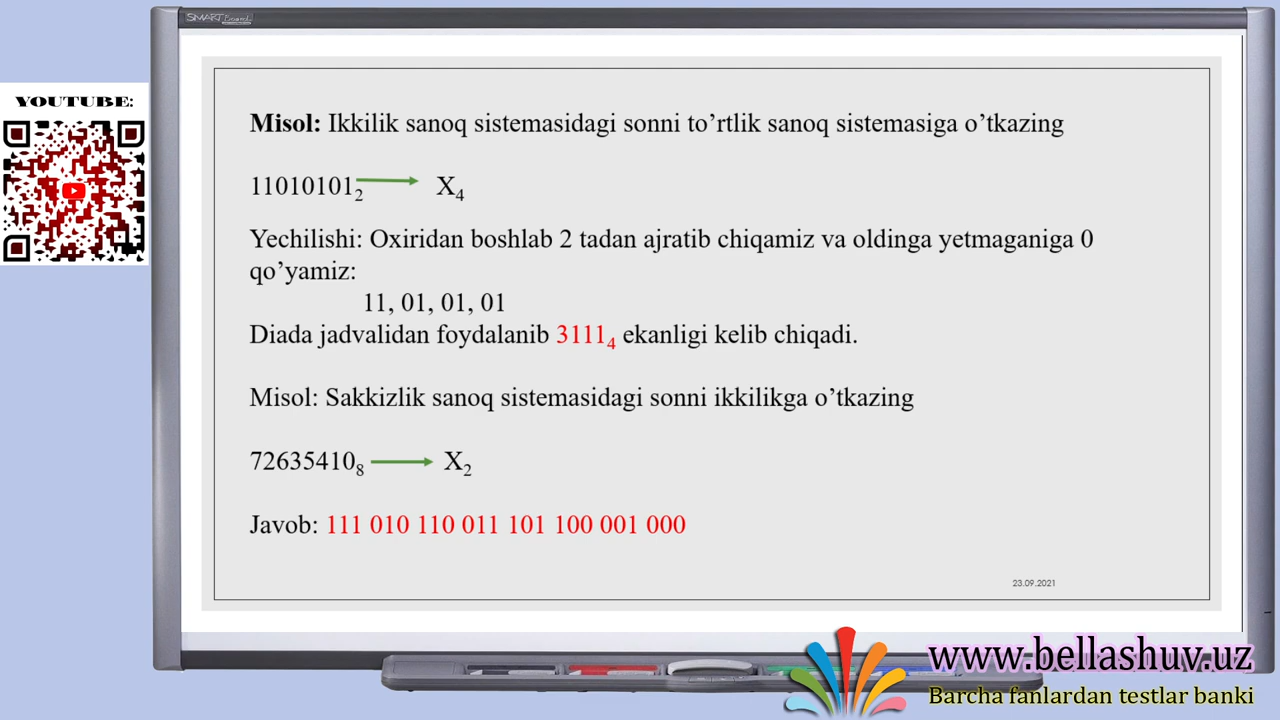 SMART Board
YOUTUBE:
Misol: Ikkilik sanoq sistemasidagi sonni to’rtlik sanoq sistemasiga o’tkazing
11010101₂ → X₄
Yechilishi: Oxiridan boshlab 2 tadan ajratib chiqamiz va oldinga yetmaganiga 0
qo’yamiz:
11, 01, 01, 01
Diada jadvalidan foydalanib 3111₄ ekanligi kelib chiqadi.
Misol: Sakkizlik sanoq sistemasidagi sonni ikkilikga o’tkazing
72635410₈ → X₂
Javob: 111 010 110 011 101 100 001 000
23.09.2021
www.bellashuv.uz
Barcha fanlardan testlar banki